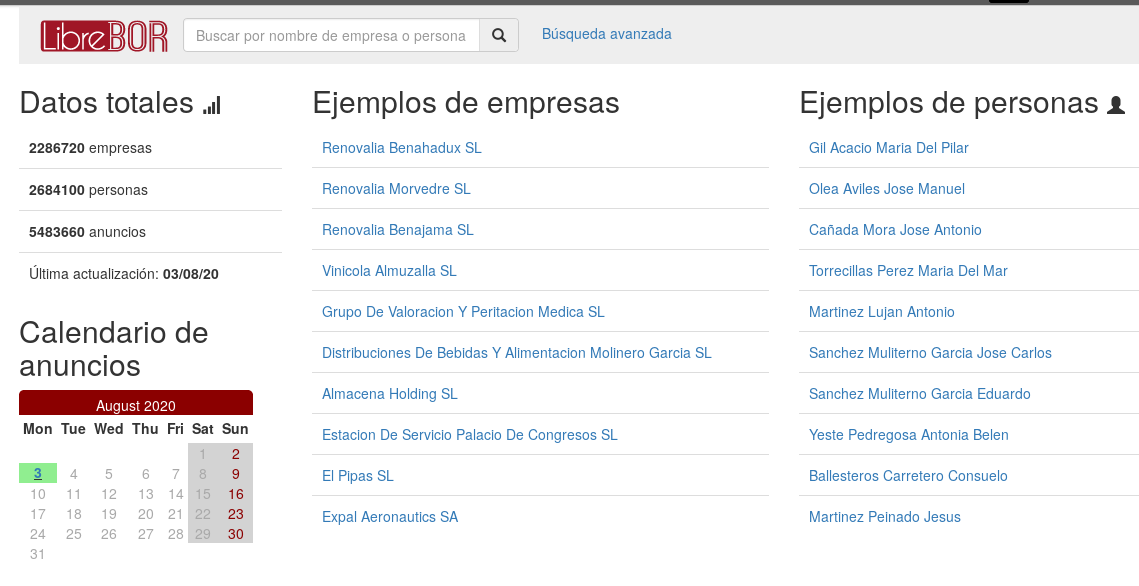 LibreBOR
Buscar por nombre de empresa o persona
Búsqueda avanzada
Datos totales
2286720 empresas
2684100 personas
5483660 anuncios
Última actualización: 03/08/20
Calendario de
anuncios
August 2020
Mon Tue Wed Thu Fri Sat Sun
1 2
3 4 5 6 7 8 9
10 11 12 13 14 15 16
17 18 19 20 21 22 23
24 25 26 27 28 29 30
31
Ejemplos de empresas
Renovalia Benahadux SL
Renovalia Morvedre SL
Renovalia Benajama SL
Vinicola Almuzalla SL
Grupo De Valoracion Y Peritacion Medica SL
Distribuciones De Bebidas Y Alimentacion Molinero Garcia SL
Almacena Holding SL
Estacion De Servicio Palacio De Congresos SL
El Pipas SL
Expal Aeronautics SA
Ejemplos de personas
Gil Acacio Maria Del Pilar
Olea Aviles Jose Manuel
Cañada Mora Jose Antonio
Torrecillas Perez Maria Del Mar
Martinez Lujan Antonio
Sanchez Muliterno Garcia Jose Carlos
Sanchez Muliterno Garcia Eduardo
Yeste Pedregosa Antonia Belen
Ballesteros Carretero Consuelo
Martinez Peinado Jesus